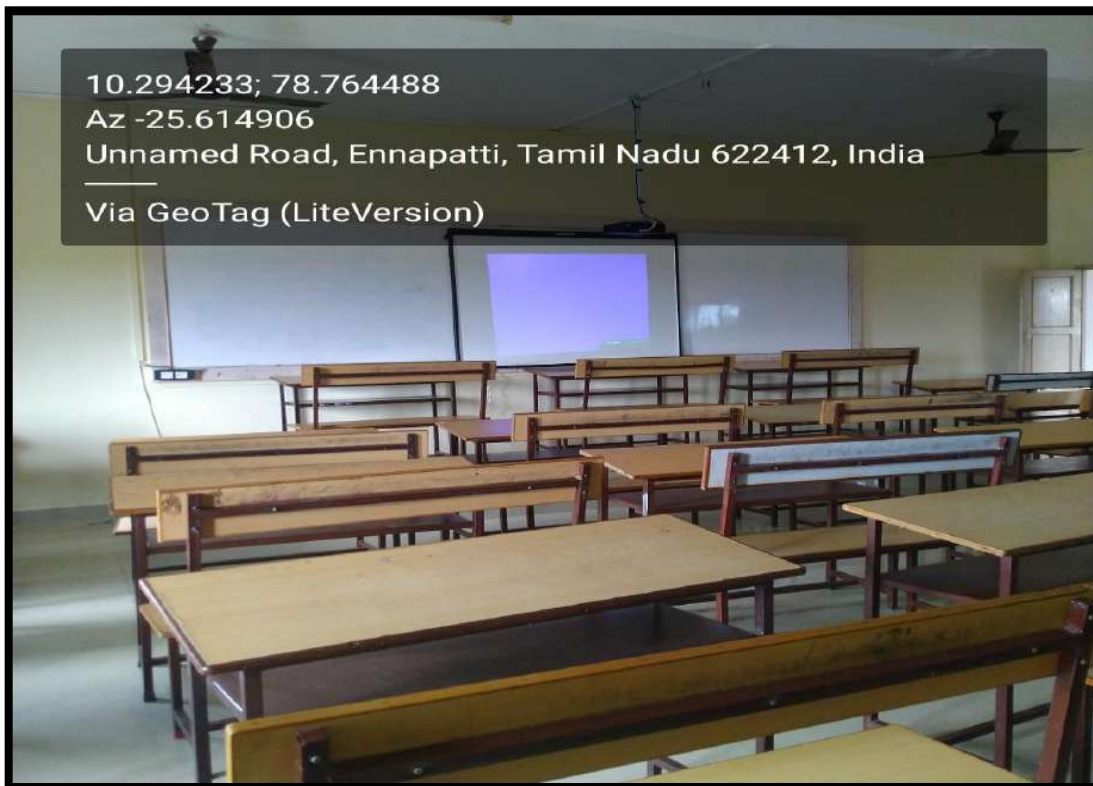 10.294233; 78.764488
Az -25.614906
Unnamed Road, Ennapatti, Tamil Nadu 622412, India
Via GeoTag (LiteVersion)